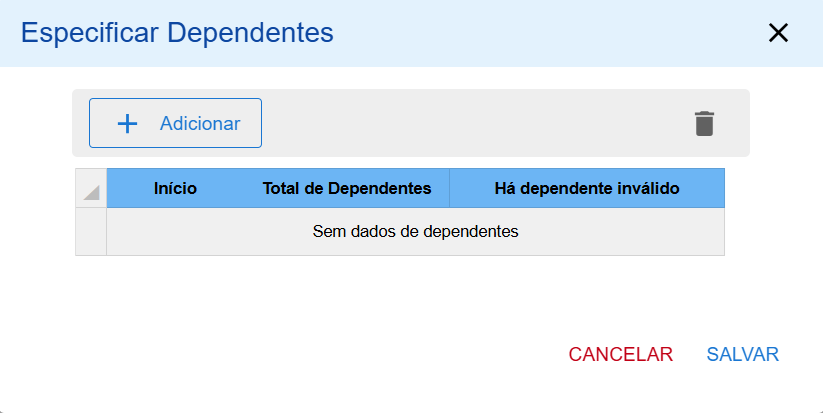 Especificar Dependentes
Adicionar
Início Total de Dependentes Há dependente inválido
Sem dados de dependentes
CANCELAR SALVAR